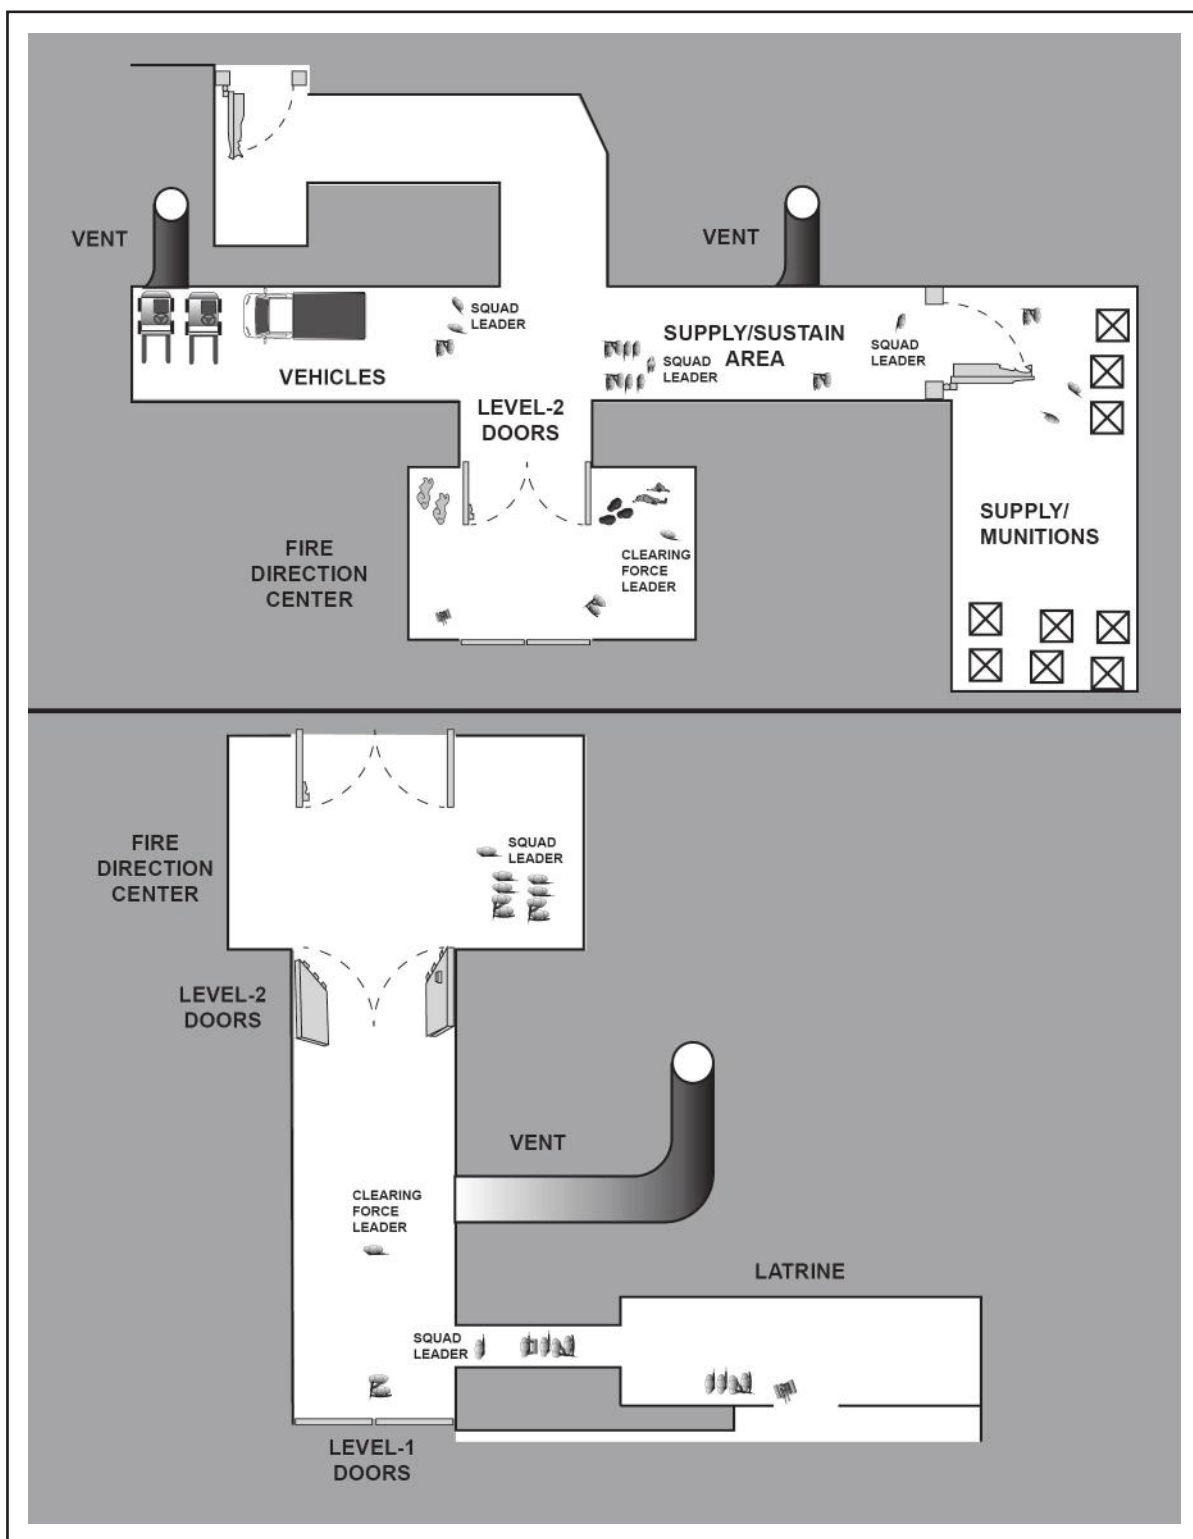 VENT
VENT
SQUAD
LEADER
SUPPLY/SUSTAIN
AREA
SQUAD
LEADER
SQUAD
LEADER
VEHICLES
LEVEL-2
DOORS
SUPPLY/
MUNITIONS
FIRE
DIRECTION
CENTER
CLEARING
FORCE
LEADER
FIRE
DIRECTION
CENTER
SQUAD
LEADER
LEVEL-2
DOORS
VENT
CLEARING
FORCE
LEADER
LATRINE
SQUAD
LEADER
LEVEL-1
DOORS